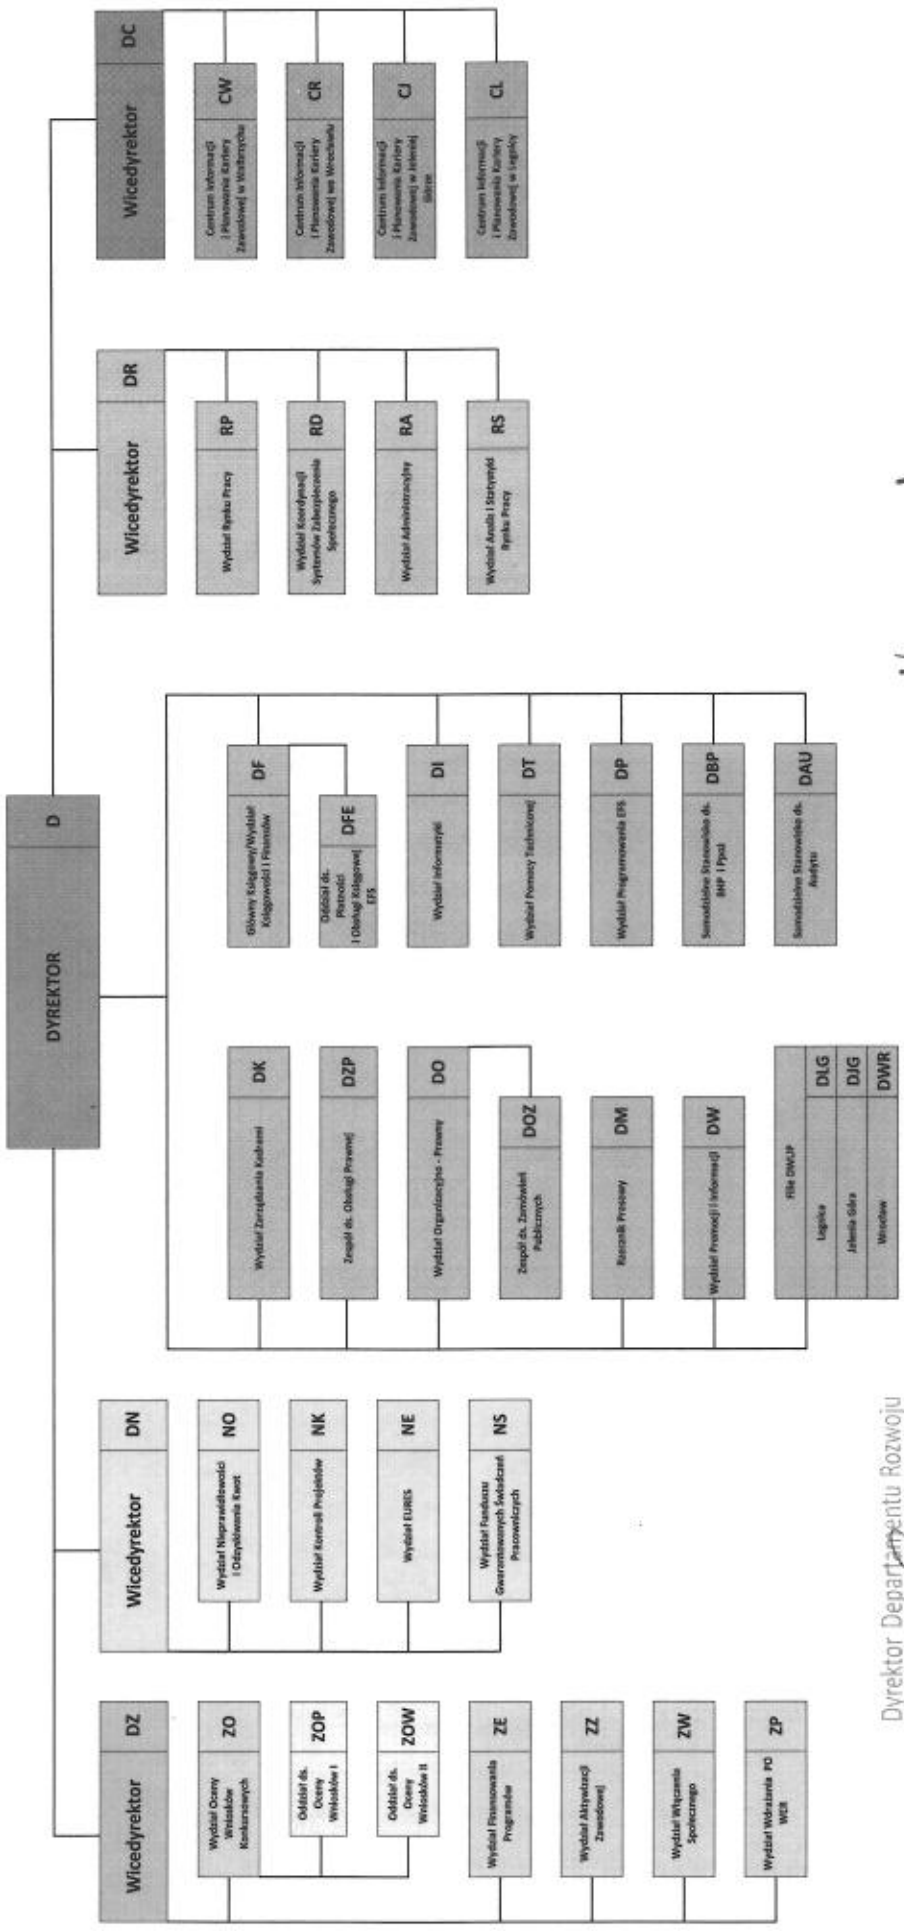 DYREKTOR
D
Wicedyrektor
DZ
Wydział Oceny
Wniosków
Konkursowych
ZO
Oddział ds.
Oceny
Wniosków I
ZOP
Oddział ds.
Oceny
Wniosków II
ZOW
Wydział Finansowania
Programów
ZE
Wydział Aktywizacji
Zawodowej
ZZ
Wydział Włączenia
Społecznego
ZW
Wydział Wdrażania PO
WER
ZP
Wicedyrektor
DN
Wydział Nieprawidłowości
i Odzyskiwania Kwot
NO
Wydział Kontroli Projektów
NK
Wydział EURES
NE
Wydział Funduszu
Gwarantowanych Świadczeń
Pracowniczych
NS
Wydział Zarządzania Kadrami
DK
Zespół ds. Obsługi Prawnej
DZP
Wydział Organizacyjno - Prawny
DO
Zespół ds. Zamówień
Publicznych
DOZ
Rzecznik Prasowy
DM
Wydział Promocji i Informacji
DW
Filie DWUP
Legnica
DLG
Jelenia Góra
DJG
Wrocław
DWR
Główny Księgowy/Wydział
Księgowości i Finansów
DF
Oddział ds.
Płatności
i Obsługi Księgowej
EFS
DFE
Wydział Informatyki
DI
Wydział Pomocy Technicznej
DT
Wydział Programowania EFS
DP
Samodzielne Stanowisko ds.
BHP i Ppoż
DBP
Samodzielne Stanowisko ds.
Audytu
DAU
Wicedyrektor
DR
Wydział Rynku Pracy
RP
Wydział Koordynacji
Systemów Zabezpieczenia
Społecznego
RD
Wydział Administracyjny
RA
Wydział Analiz i Statystyki
Rynku Pracy
RS
Wicedyrektor
DC
Centrum Informacji
i Planowania Kariery
Zawodowej w Wałbrzychu
CW
Centrum Informacji
i Planowania Kariery
Zawodowej we Wrocławiu
CR
Centrum Informacji
i Planowania Kariery
Zawodowej w Jeleniej
Górze
CJ
Centrum Informacji
i Planowania Kariery
Zawodowej w Legnicy
CL
Dyrektor Departamentu Rozwoju